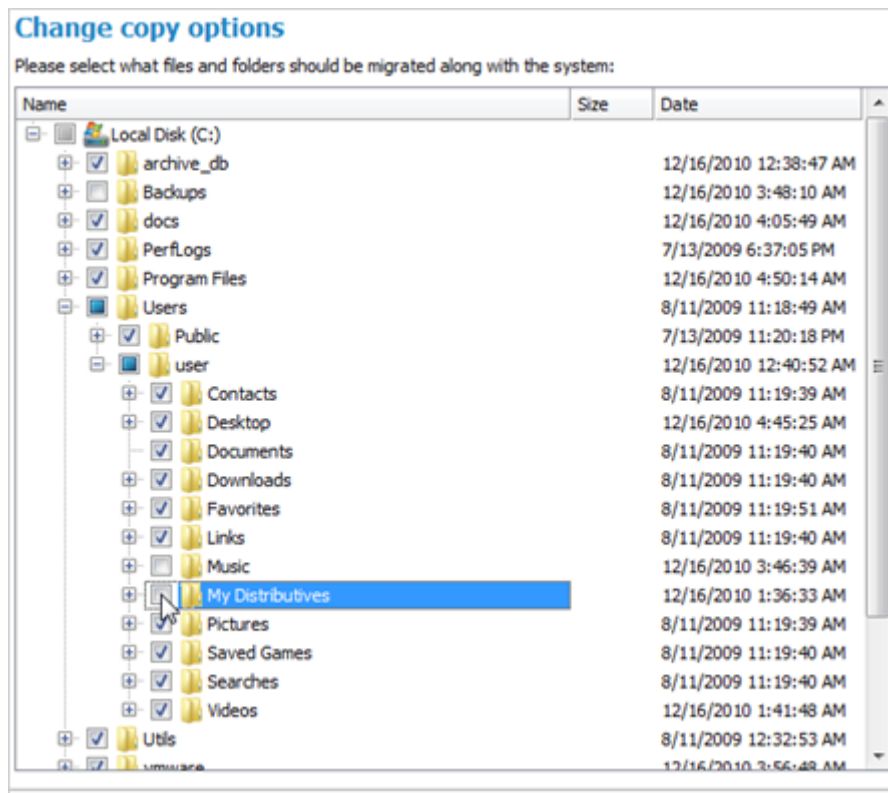 Change copy options
Please select what files and folders should be migrated along with the system:
Name Size Date
Local Disk (C:)
archive_db 12/16/2010 12:38:47 AM
Backups 12/16/2010 3:48:10 AM
docs 12/16/2010 4:05:49 AM
PerfLogs 7/13/2009 6:37:05 PM
Program Files 12/16/2010 4:50:14 AM
Users 8/11/2009 11:18:49 AM
Public 7/13/2009 11:20:18 PM
user 12/16/2010 12:40:52 AM
Contacts 8/11/2009 11:19:39 AM
Desktop 12/16/2010 4:45:25 AM
Documents 8/11/2009 11:19:40 AM
Downloads 8/11/2009 11:19:40 AM
Favorites 8/11/2009 11:19:51 AM
Links 8/11/2009 11:19:40 AM
Music 12/16/2010 3:46:39 AM
My Distributives 12/16/2010 1:36:33 AM
Pictures 8/11/2009 11:19:39 AM
Saved Games 8/11/2009 11:19:40 AM
Searches 8/11/2009 11:19:40 AM
Videos 12/16/2010 1:41:48 AM
Utils 8/11/2009 12:32:53 AM
vmware 12/16/2010 3:56:48 AM